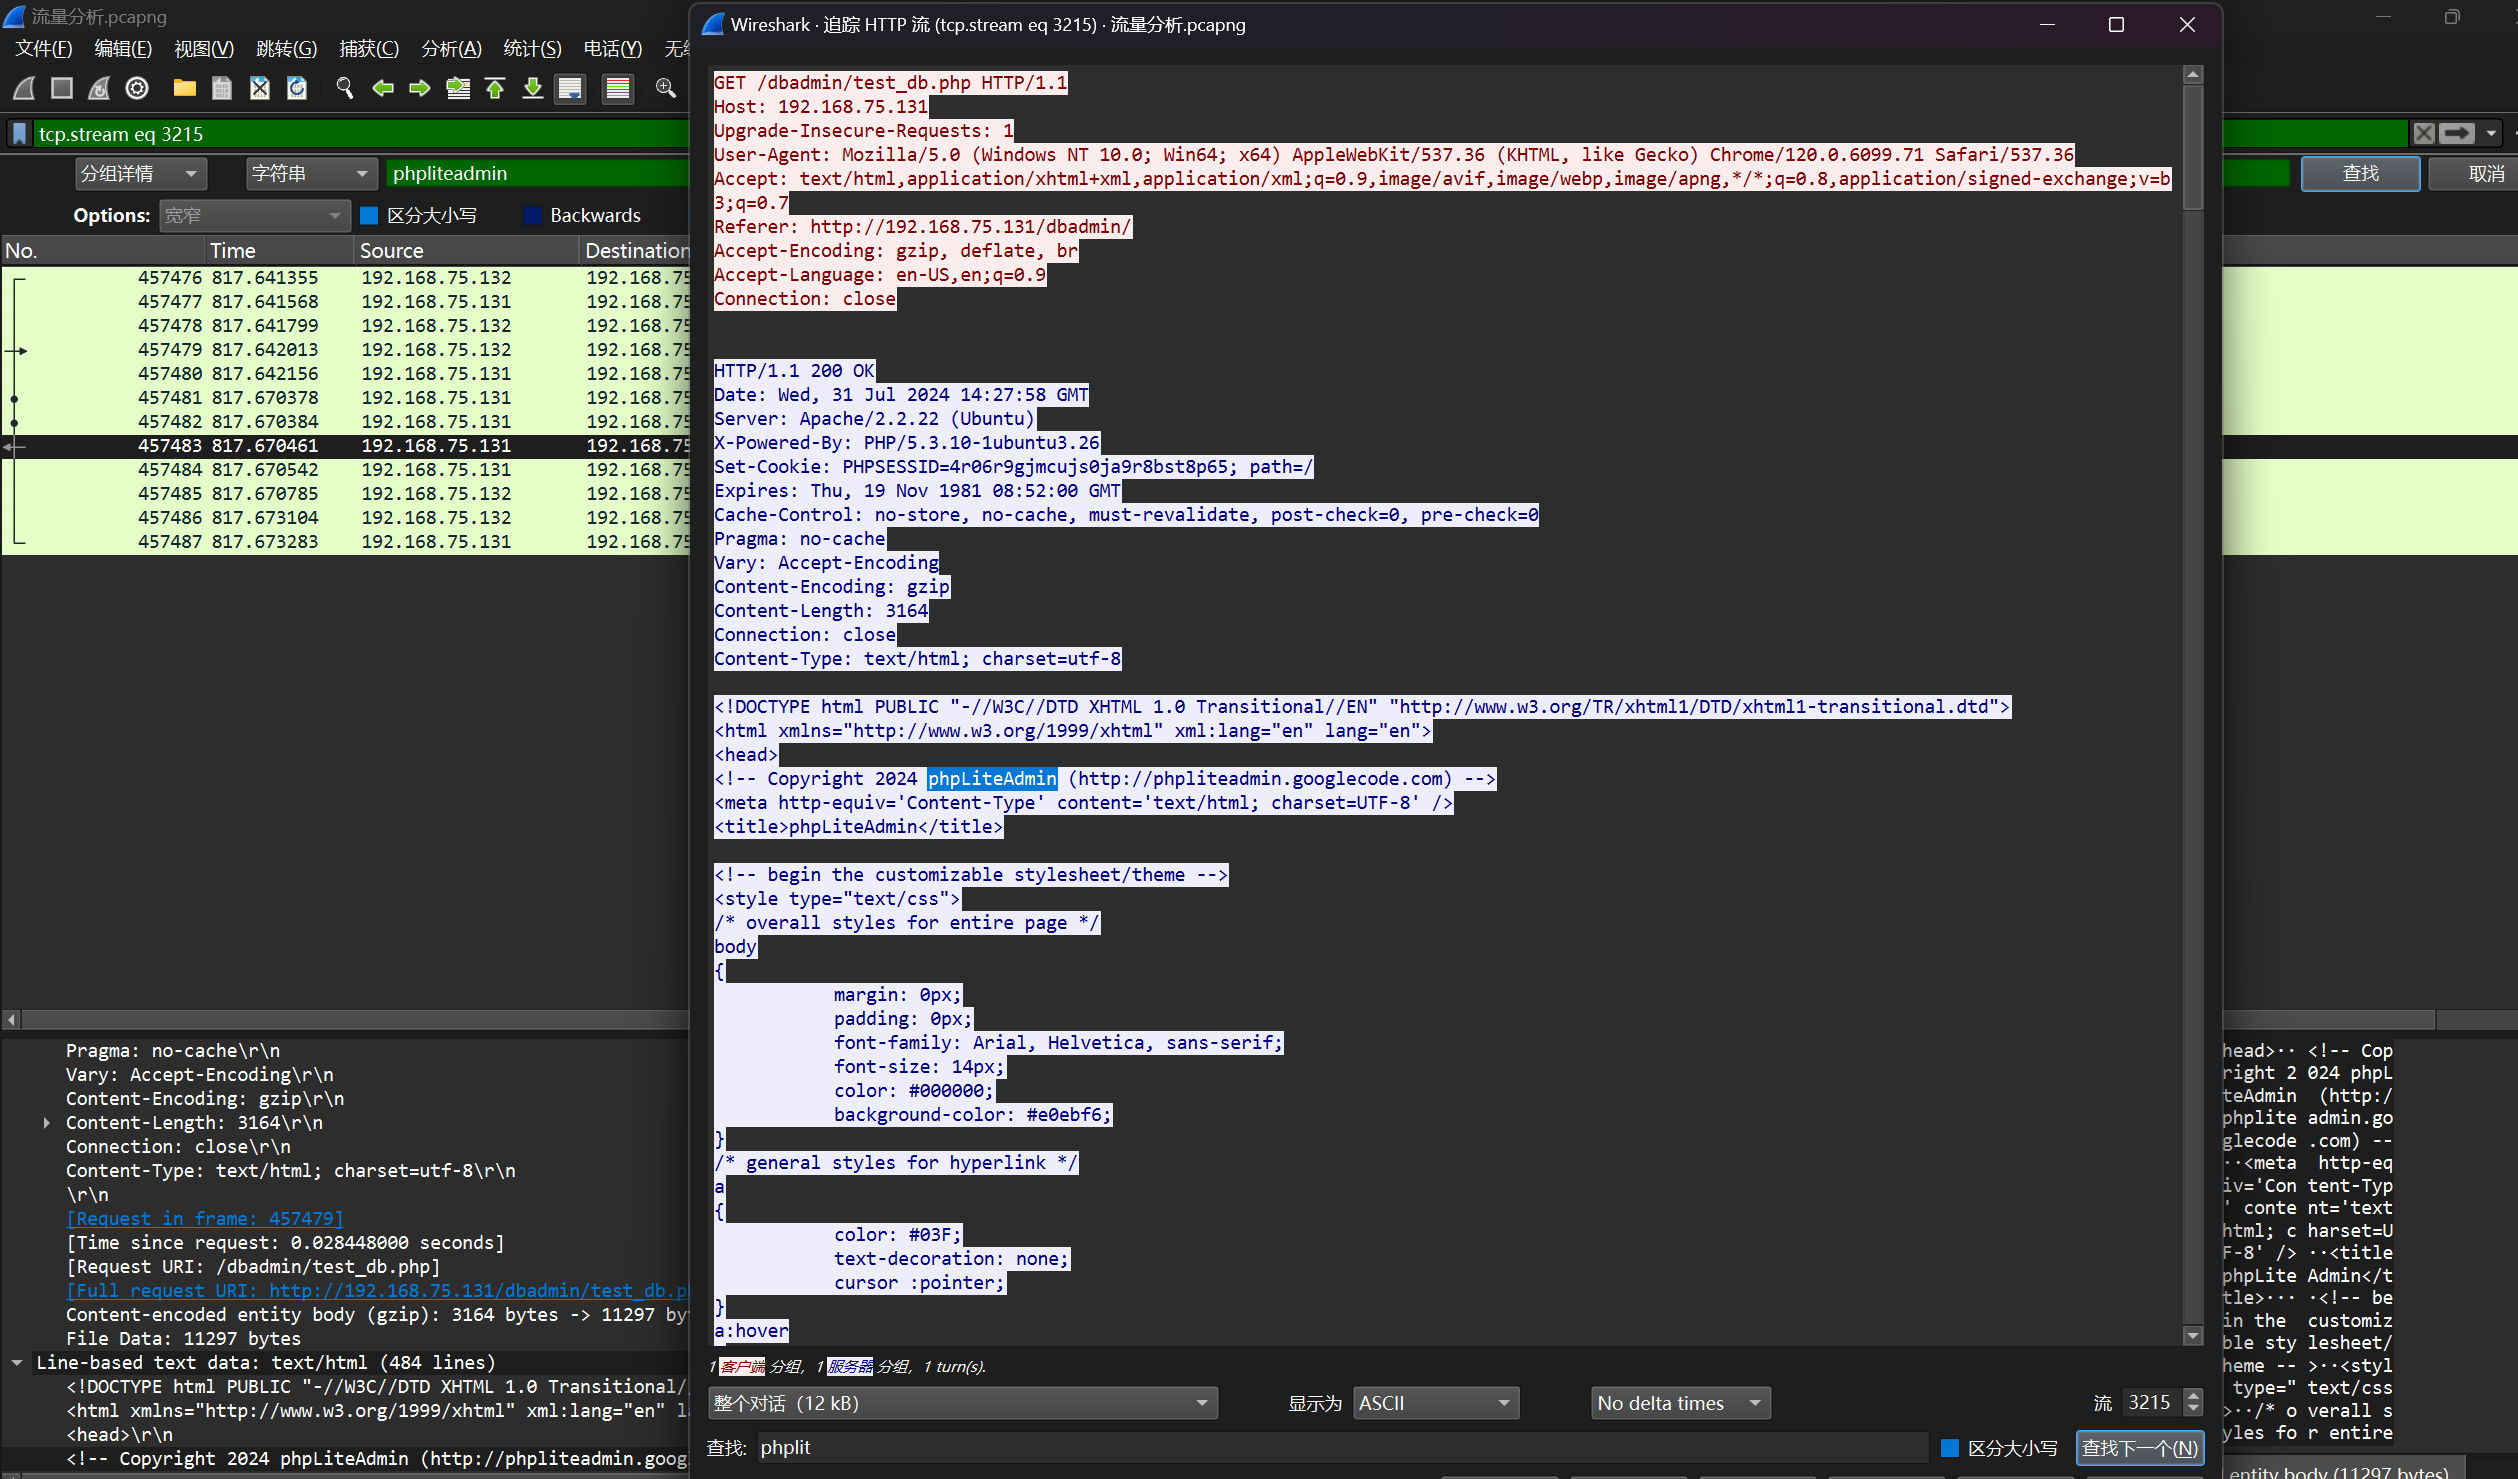 流量分析.pcapng
文件(F) 编辑(E) 视图(V) 跳转(G) 捕获(C) 分析(A) 统计(S) 电话(Y)
tcp.stream eq 3215
分组详情 字符串 phpliteadmin 查找 取消
Options: 宽窄 区分大小写 Backwards
No. Time Source Destination
457476 817.641355 192.168.75.132 192.168.75
457477 817.641568 192.168.75.131 192.168.75
457478 817.641799 192.168.75.132 192.168.75
457479 817.642013 192.168.75.132 192.168.75
457480 817.642156 192.168.75.131 192.168.75
457481 817.670378 192.168.75.131 192.168.75
457482 817.670384 192.168.75.131 192.168.75
457483 817.670461 192.168.75.131 192.168.75
457484 817.670542 192.168.75.131 192.168.75
457485 817.670785 192.168.75.132 192.168.75
457486 817.673104 192.168.75.132 192.168.75
457487 817.673283 192.168.75.131 192.168.75
Pragma: no-cache\r\n
Vary: Accept-Encoding\r\n
Content-Encoding: gzip\r\n
Content-Length: 3164\r\n
Connection: close\r\n
Content-Type: text/html; charset=utf-8\r\n
\r\n
[Request in frame: 457479]
[Time since request: 0.028448000 seconds]
[Request URI: /dbadmin/test_db.php]
[Full request URI: http://192.168.75.131/dbadmin/test_db.p
Content-encoded entity body (gzip): 3164 bytes -> 11297 by
File Data: 11297 bytes
Line-based text data: text/html (484 lines)
<!DOCTYPE html PUBLIC "-//W3C//DTD XHTML 1.0 Transitional/
<html xmlns="http://www.w3.org/1999/xhtml" xml:lang="en" l
<head>\r\n
<!-- Copyright 2024 phpLiteAdmin (http://phpliteadmin.goog
Wireshark · 追踪 HTTP 流 (tcp.stream eq 3215) · 流量分析.pcapng
GET /dbadmin/test_db.php HTTP/1.1
Host: 192.168.75.131
Upgrade-Insecure-Requests: 1
User-Agent: Mozilla/5.0 (Windows NT 10.0; Win64; x64) AppleWebKit/537.36 (KHTML, like Gecko) Chrome/120.0.6099.71 Safari/537.36
Accept: text/html,application/xhtml+xml,application/xml;q=0.9,image/avif,image/webp,image/apng,*/*;q=0.8,application/signed-exchange;v=b
3;q=0.7
Referer: http://192.168.75.131/dbadmin/
Accept-Encoding: gzip, deflate, br
Accept-Language: en-US,en;q=0.9
Connection: close
HTTP/1.1 200 OK
Date: Wed, 31 Jul 2024 14:27:58 GMT
Server: Apache/2.2.22 (Ubuntu)
X-Powered-By: PHP/5.3.10-1ubuntu3.26
Set-Cookie: PHPSESSID=4r06r9gjmcujs0ja9r8bst8p65; path=/
Expires: Thu, 19 Nov 1981 08:52:00 GMT
Cache-Control: no-store, no-cache, must-revalidate, post-check=0, pre-check=0
Pragma: no-cache
Vary: Accept-Encoding
Content-Encoding: gzip
Content-Length: 3164
Connection: close
Content-Type: text/html; charset=utf-8
<!DOCTYPE html PUBLIC "-//W3C//DTD XHTML 1.0 Transitional//EN" "http://www.w3.org/TR/xhtml1/DTD/xhtml1-transitional.dtd">
<html xmlns="http://www.w3.org/1999/xhtml" xml:lang="en" lang="en">
<head>
<!-- Copyright 2024 phpLiteAdmin (http://phpliteadmin.googlecode.com) -->
<meta http-equiv='Content-Type' content='text/html; charset=UTF-8' />
<title>phpLiteAdmin</title>
<!-- begin the customizable stylesheet/theme -->
<style type="text/css">
/* overall styles for entire page */
body
{
margin: 0px;
padding: 0px;
font-family: Arial, Helvetica, sans-serif;
font-size: 14px;
color: #000000;
background-color: #e0ebf6;
}
/* general styles for hyperlink */
a
{
color: #03F;
text-decoration: none;
cursor :pointer;
}
a:hover
1 客户端 分组, 1 服务器 分组, 1 turn(s).
整个对话 (12 kB) 显示为 ASCII No delta times 流 3215
查找: phplit 区分大小写 查找下一个(N)
head>·· <!-- Cop
right 2 024 phpL
teAdmin (http:/
phplite admin.go
glecode .com) --
··<meta http-eq
iv='Con tent-Typ
' conte nt='text
html; c harset=U
F-8' /> ··<title
phpLite Admin</t
tle>··· ·<!-- be
in the customiz
ble sty lesheet/
heme -- >··<styl
type=" text/css
>··/* o verall s
yles fo r entire
entity body (11297 bytes)